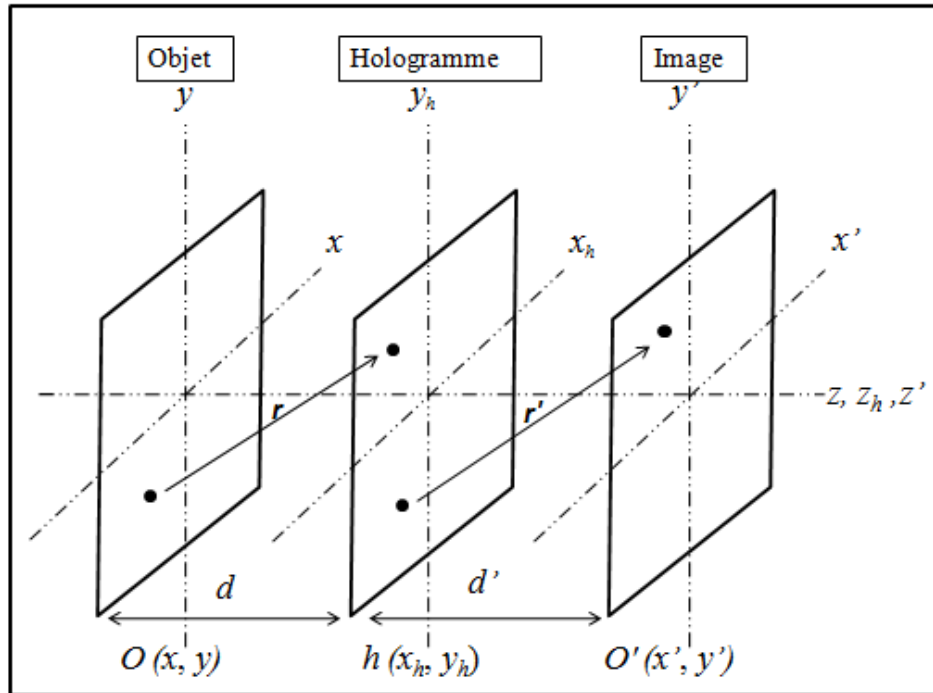 Objet Hologramme Image
y y_h y'
x x_h x'
r r' z, z_h ,z'
d d'
O (x, y) h (x_h, y_h) O' (x', y')